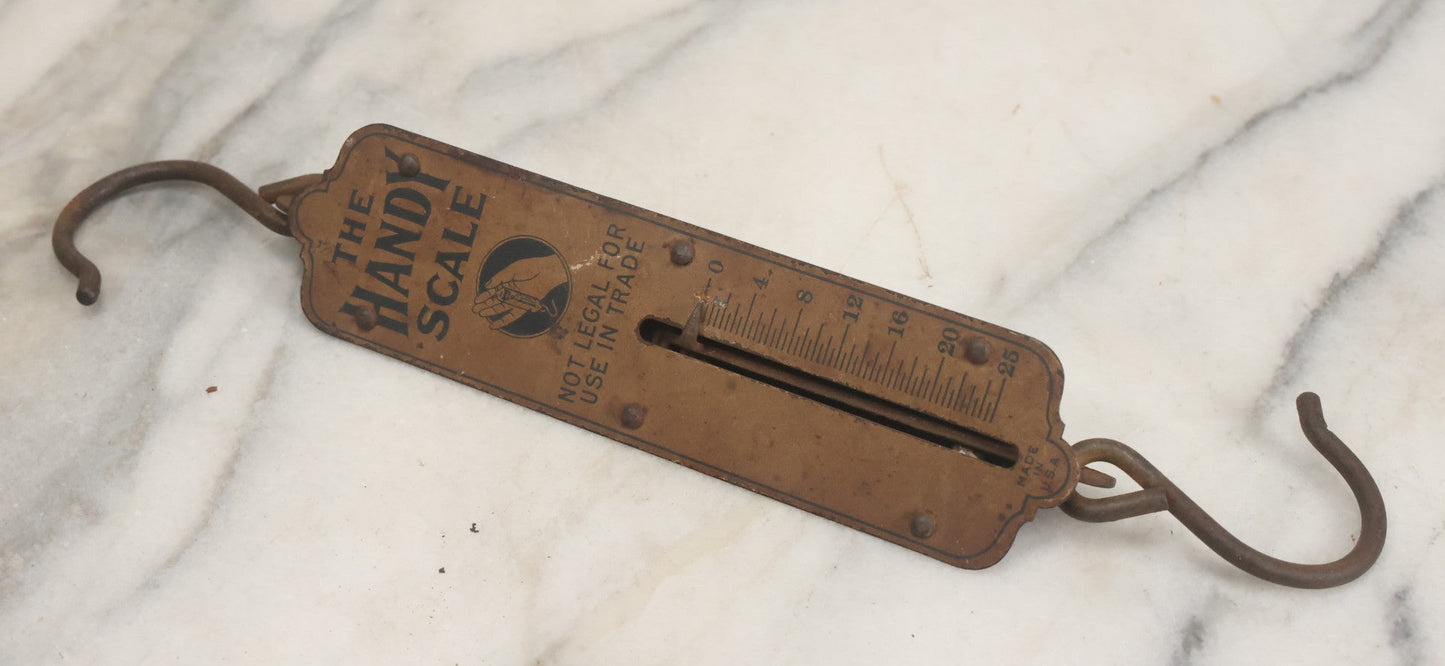 THE
HANDY
SCALE
NOT LEGAL FOR
USE IN TRADE
0
4
8
12
16
20
25
MADE
IN
U.S.A